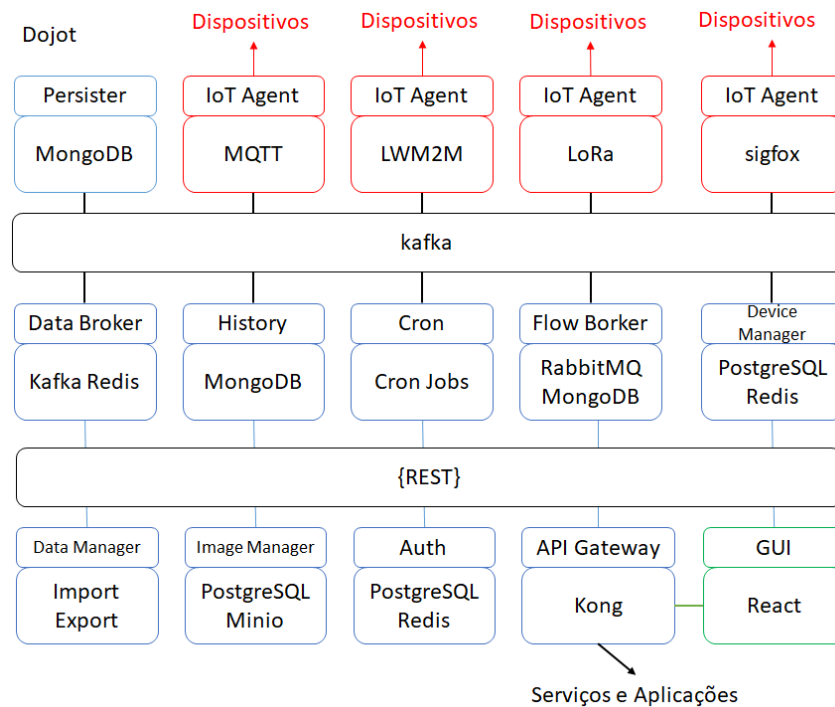 Dojot
Dispositivos
Dispositivos
Dispositivos
Dispositivos
Persister
IoT Agent
IoT Agent
IoT Agent
IoT Agent
MongoDB
MQTT
LWM2M
LoRa
sigfox
kafka
Data Broker
History
Cron
Flow Borker
Device
Manager
Kafka Redis
MongoDB
Cron Jobs
RabbitMQ
MongoDB
PostgreSQL
Redis
{REST}
Data Manager
Image Manager
Auth
API Gateway
GUI
Import
Export
PostgreSQL
Minio
PostgreSQL
Redis
Kong
React
Serviços e Aplicações